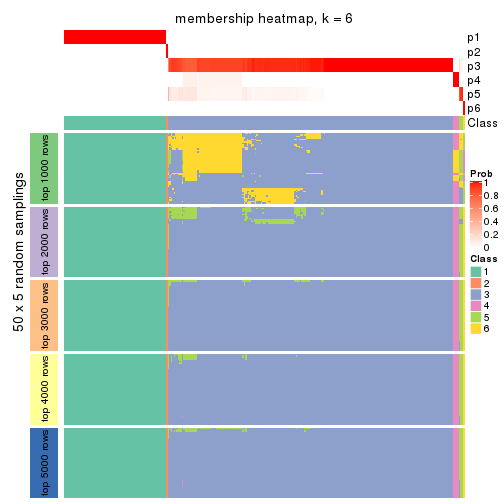 membership heatmap, k = 6
p1
p2
p3
p4
p5
p6
Class
50 x 5 random samplings
top 1000 rows
top 2000 rows
top 3000 rows
top 4000 rows
top 5000 rows
Prob
1
0.8
0.6
0.4
0.2
0
Class
1
2
3
4
5
6